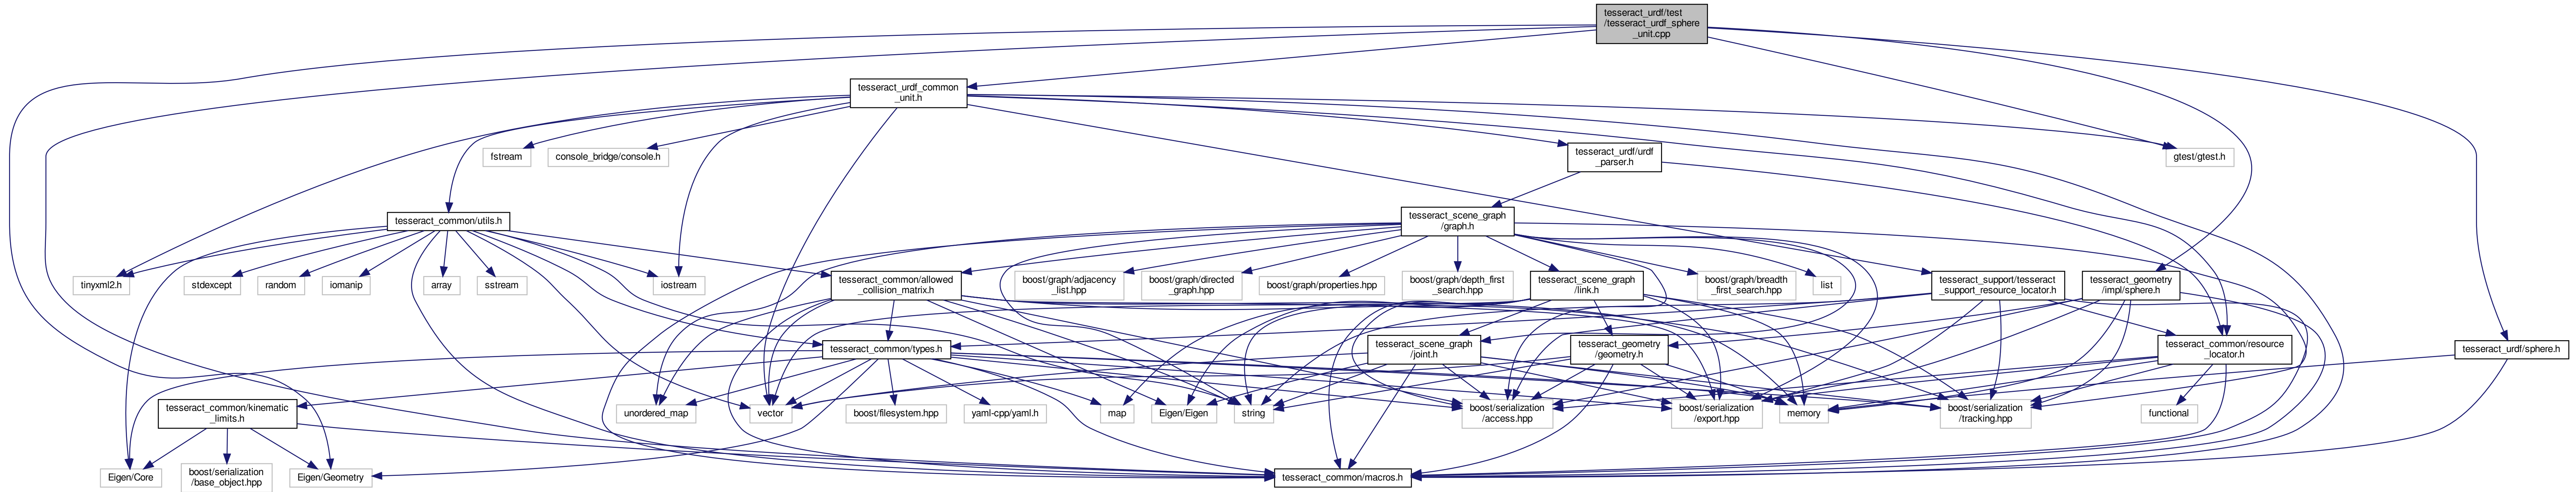 tesseract_urdf/test
/tesseract_urdf_sphere
_unit.cpp
tesseract_urdf_common
_unit.h
fstream
console_bridge/console.h
tesseract_urdf/urdf
_parser.h
gtest/gtest.h
tesseract_common/utils.h
tesseract_scene_graph
/graph.h
tinyxml2.h
stdexcept
random
iomanip
array
sstream
iostream
tesseract_common/allowed
_collision_matrix.h
boost/graph/adjacency
_list.hpp
boost/graph/directed
_graph.hpp
boost/graph/properties.hpp
boost/graph/depth_first
_search.hpp
tesseract_scene_graph
/link.h
boost/graph/breadth
_first_search.hpp
list
tesseract_support/tesseract
_support_resource_locator.h
tesseract_geometry
/impl/sphere.h
tesseract_common/types.h
tesseract_scene_graph
/joint.h
tesseract_geometry
/geometry.h
tesseract_common/resource
_locator.h
tesseract_urdf/sphere.h
tesseract_common/kinematic
_limits.h
unordered_map
vector
boost/filesystem.hpp
yaml-cpp/yaml.h
map
Eigen/Eigen
string
boost/serialization
/access.hpp
boost/serialization
/export.hpp
memory
boost/serialization
/tracking.hpp
functional
Eigen/Core
boost/serialization
/base_object.hpp
Eigen/Geometry
tesseract_common/macros.h